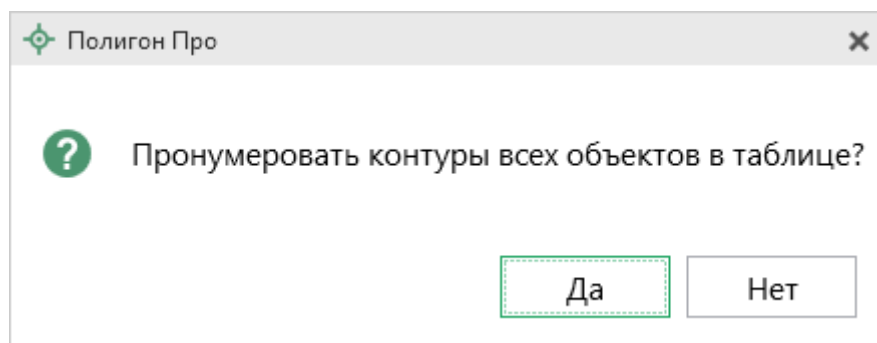 Полигон Про
Пронумеровать контуры всех объектов в таблице?
Да
Нет